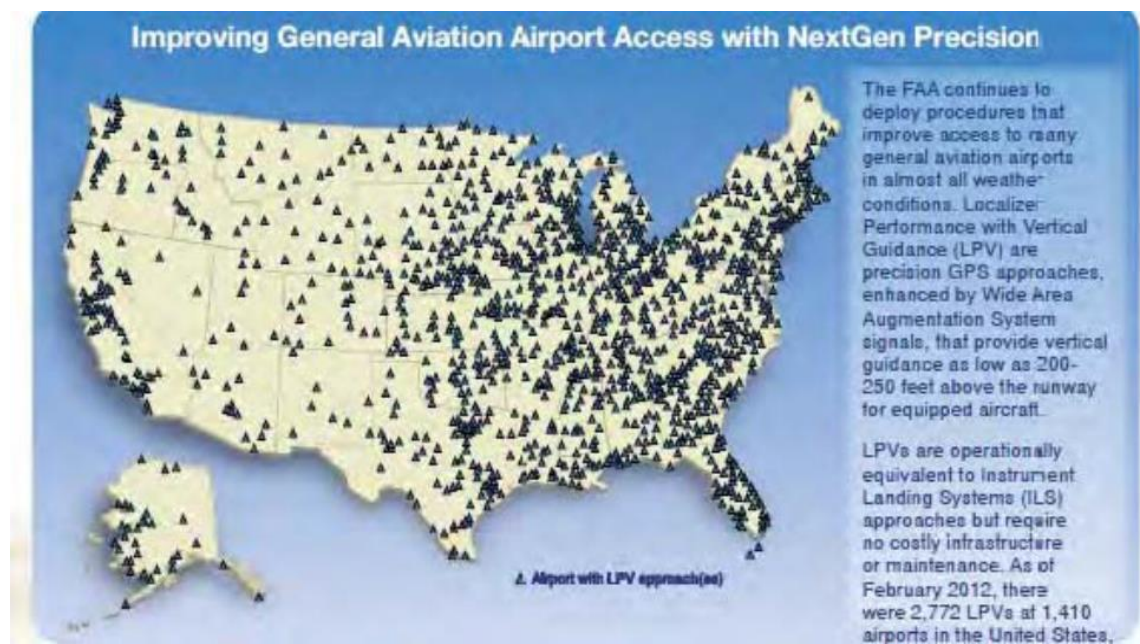 Improving General Aviation Airport Access with NextGen Precision
The FAA continues to
deploy procedures that
improve access to many
general aviation airports
in almost all weather
conditions. Localizer
Performance with Vertical
Guidance (LPV) are
precision GPS approaches,
enhanced by Wide Area
Augmentation System
signals, that provide vertical
guidance as low as 200-
250 feet above the runway
for equipped aircraft.
LPVs are operationally
equivalent to Instrument
Landing Systems (ILS)
approaches but require
no costly infrastructure
or maintenance. As of
February 2012, there
were 2,772 LPVs at 1,410
airports in the United States,
Airport with LPV approach(es)